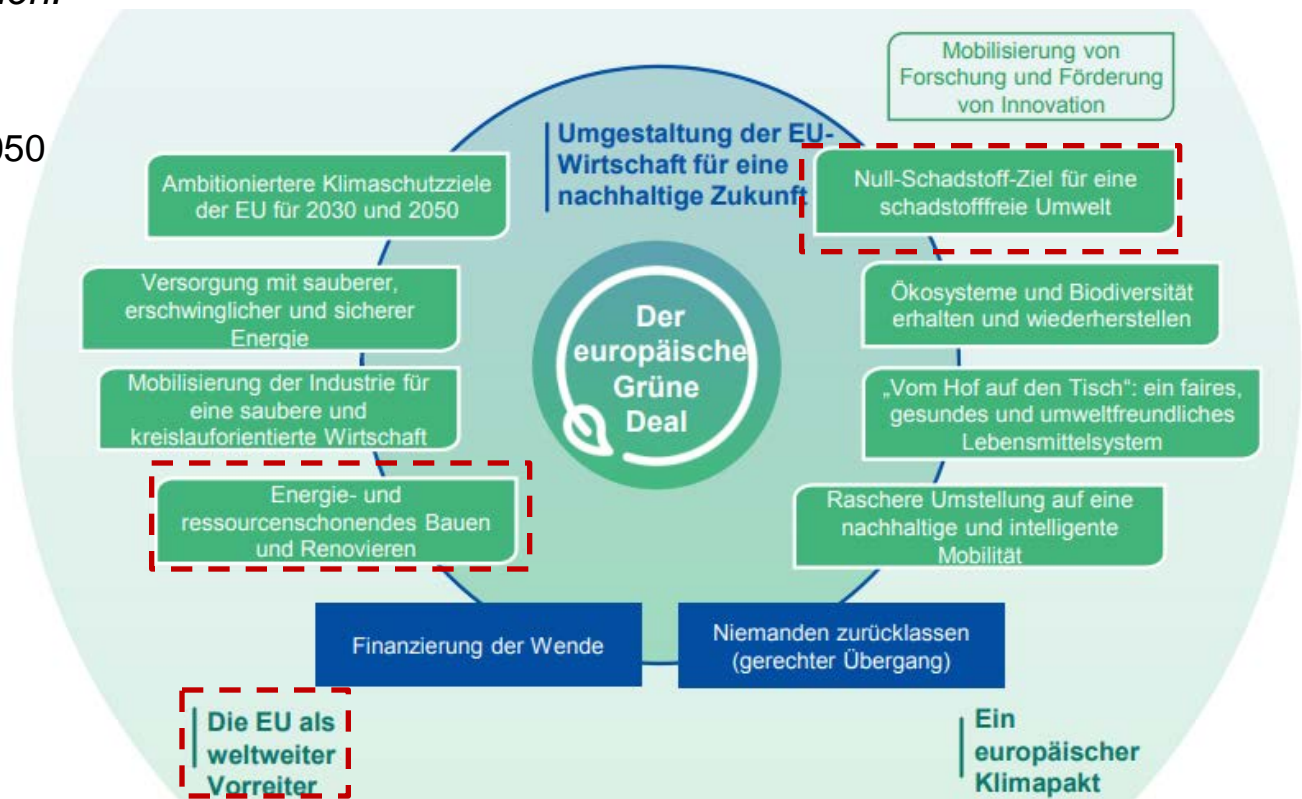 Mobilisierung von
Forschung und Förderung
von Innovation
Umgestaltung der EU-
Wirtschaft für eine
nachhaltige Zukunft
Ambitioniertere Klimaschutzziele
der EU für 2030 und 2050
Null-Schadstoff-Ziel für eine
schadstofffreie Umwelt
Versorgung mit sauberer,
erschwinglicher und sicherer
Energie
Ökosysteme und Biodiversität
erhalten und wiederherstellen
Der
europäische
Grüne
Deal
Mobilisierung der Industrie für
eine saubere und
kreislauforientierte Wirtschaft
„Vom Hof auf den Tisch“: ein faires,
gesundes und umweltfreundliches
Lebensmittelsystem
Energie- und
ressourcenschonendes Bauen
und Renovieren
Raschere Umstellung auf eine
nachhaltige und intelligente
Mobilität
Finanzierung der Wende
Niemanden zurücklassen
(gerechter Übergang)
Die EU als
weltweiter
Vorreiter
Ein
europäischer
Klimapakt